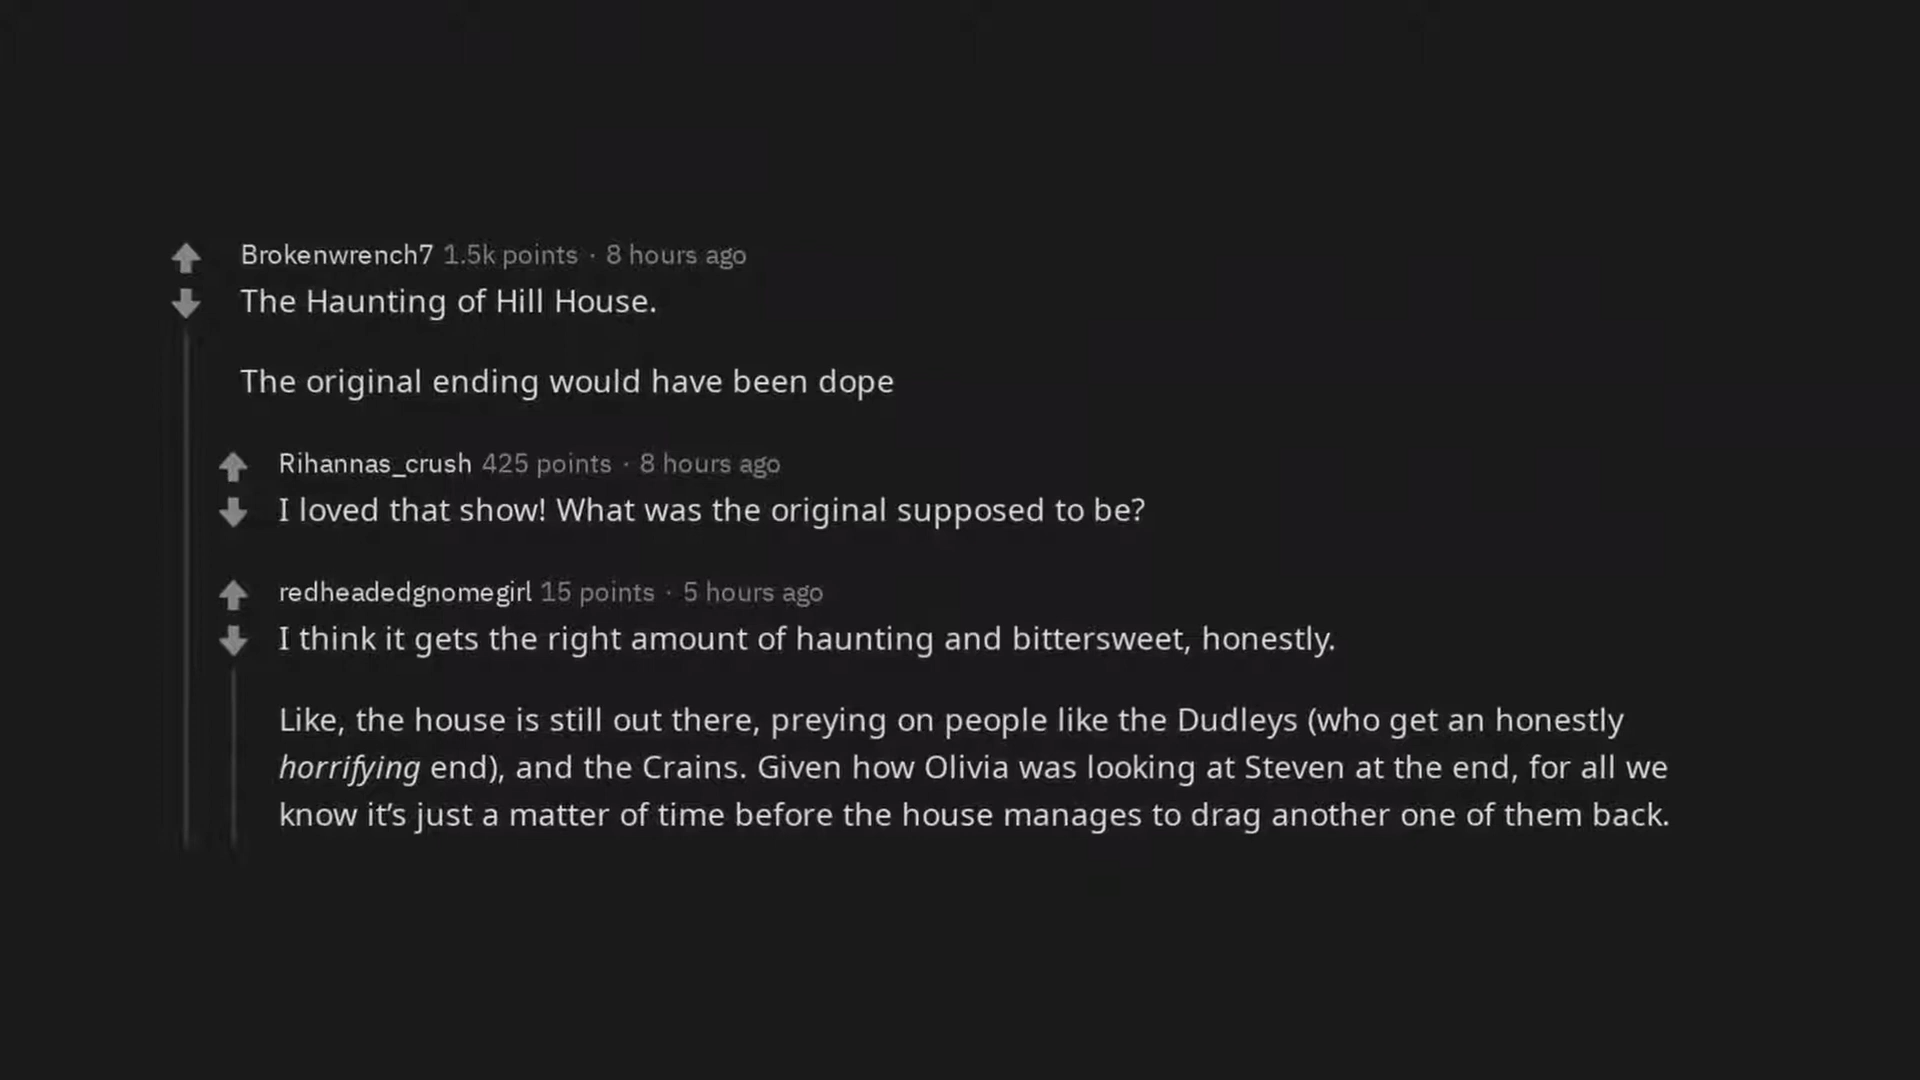 Brokenwrench7 1.5k points · 8 hours ago
The Haunting of Hill House.
The original ending would have been dope
Rihannas_crush 425 points · 8 hours ago
I loved that show! What was the original supposed to be?
redheadedgnomegirl 15 points · 5 hours ago
I think it gets the right amount of haunting and bittersweet, honestly.
Like, the house is still out there, preying on people like the Dudleys (who get an honestly
horrifying end), and the Crains. Given how Olivia was looking at Steven at the end, for all we
know it’s just a matter of time before the house manages to drag another one of them back.